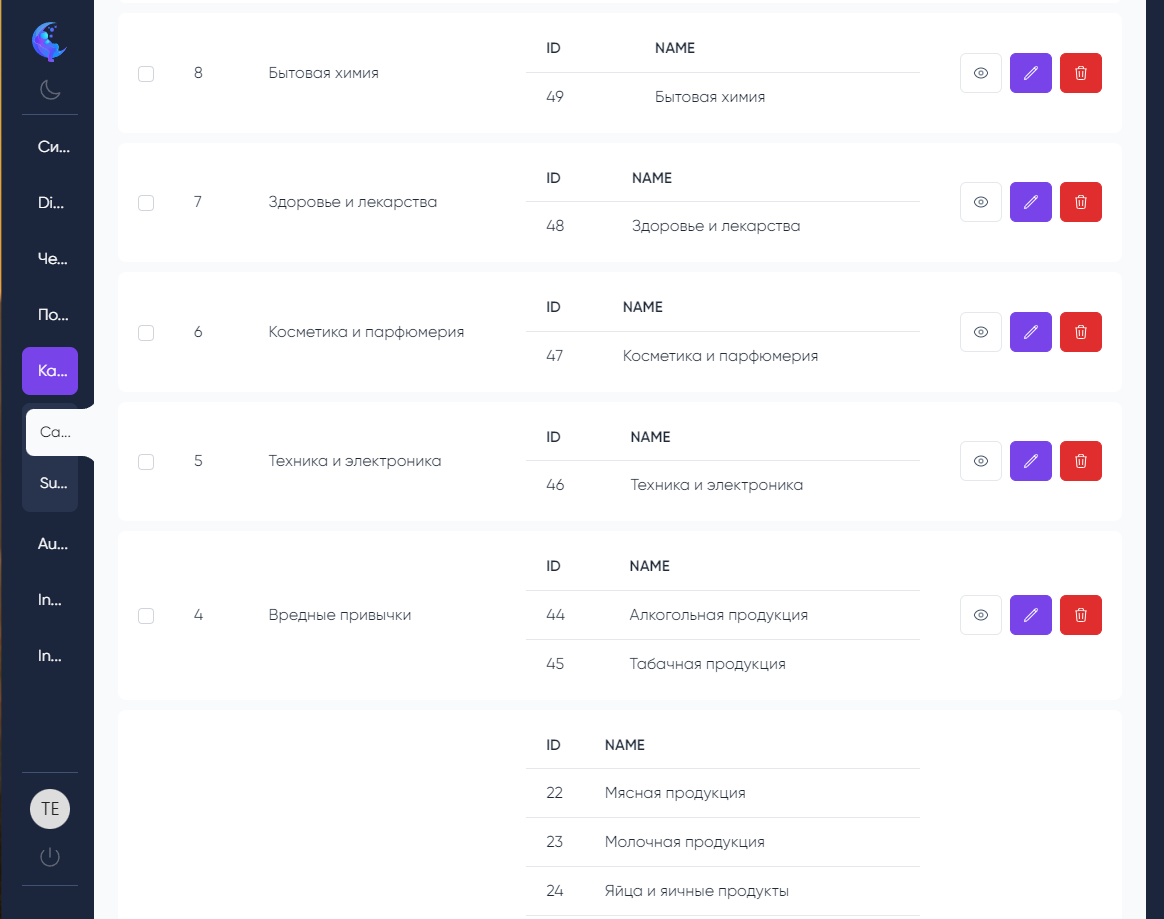 Си...
Di...
Че...
По...
Ка...
Ca...
Su...
Au...
In...
In...
TE
ID NAME
8 Бытовая химия
49 Бытовая химия
ID NAME
7 Здоровье и лекарства
48 Здоровье и лекарства
ID NAME
6 Косметика и парфюмерия
47 Косметика и парфюмерия
ID NAME
5 Техника и электроника
46 Техника и электроника
ID NAME
4 Вредные привычки
44 Алкогольная продукция
45 Табачная продукция
ID NAME
22 Мясная продукция
23 Молочная продукция
24 Яйца и яичные продукты